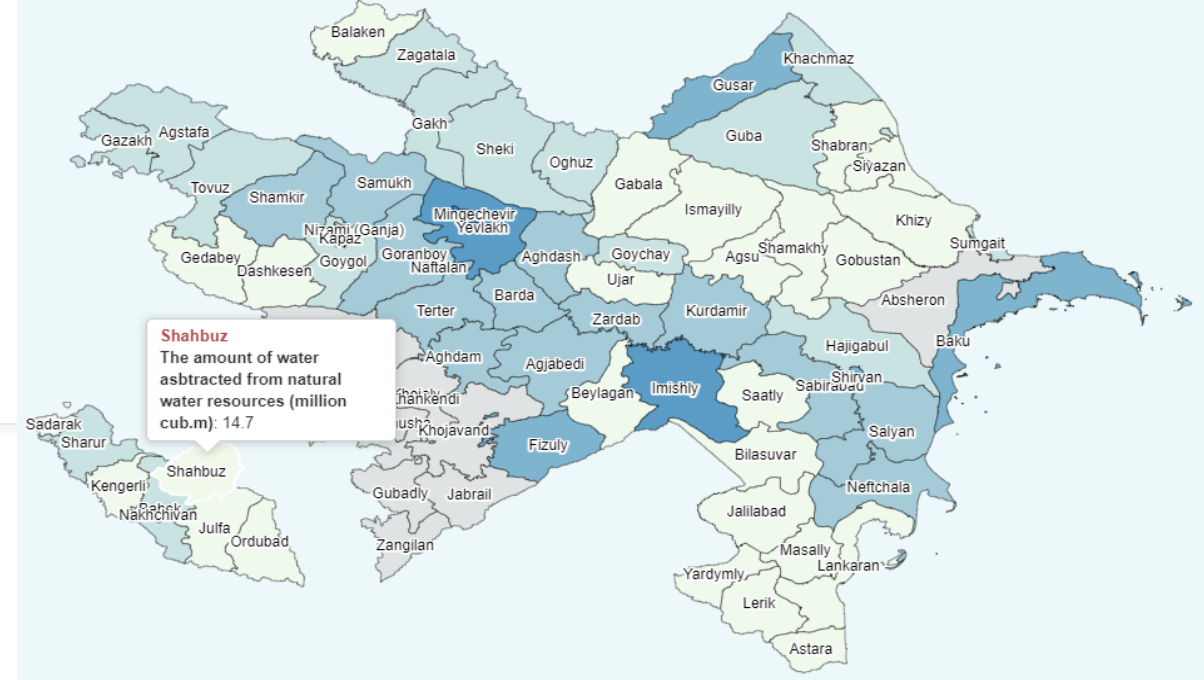 Balaken
Zagatala
Khachmaz
Gusar
Gakh
Guba
Gazakh
Agstafa
Sheki
Oghuz
Shabran
Siyazan
Tovuz
Shamkir
Samukh
Gabala
Ismayilly
Mingechevir
Yevlakh
Khizy
Nizami (Ganja)
Kapaz
Sumgait
Gedabey
Dashkesen
Goygol
Goranboy
Naftalan
Aghdash
Goychay
Agsu
Shamakhy
Gobustan
Ujar
Absheron
Barda
Terter
Zardab
Kurdamir
Hajigabul
Baku
Shahbuz
The amount of water
asbtracted from natural
water resources (million
cub.m): 14.7
Aghdam
Agjabedi
Imishly
Beylagan
Saatly
Sabirabad
Shirvan
Khankendi
Khojavand
Fizuly
Salyan
Sadarak
Sharur
Bilasuvar
Shahbuz
Kengerli
Gubadly
Jabrail
Neftchala
Nakhchivan
Julfa
Ordubad
Jalilabad
Zangilan
Masally
Lankaran
Yardymly
Lerik
Astara